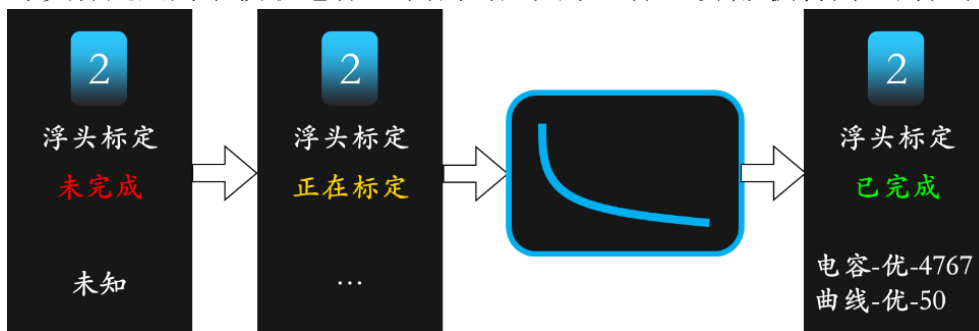 2
浮头标定
未完成
未知
2
浮头标定
正在标定
...
2
浮头标定
已完成
电容-优-4767
曲线-优-50